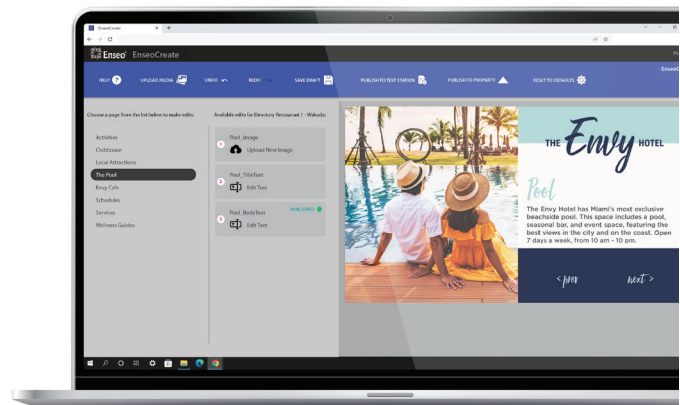 EnseoCreate
Enseo EnseoCreate
HELP ?
UPLOAD MEDIA
UNDO
REDO
SAVE DRAFT
PUBLISH TO TEST STATION
PUBLISH TO PROPERTY
RESET TO DEFAULTS
Choose a page from the list below to make edits:
Activities
Clubhouse
Local Attractions
The Pool
Envy Cafe
Schedules
Services
Wellness Guides
Available edits for Directory Restaurant 1 - Wakeda:
1
Pool_Image
Upload New Image
2
Pool_TitleText
Edit Text
3
Pool_BodyText
PUBLISHED
Edit Text
THE Envy HOTEL
Pool
The Envy Hotel has Miami's most exclusive
beachside pool. This space includes a pool,
seasonal bar, and event space, featuring the
best views in the city and on the coast. Open
7 days a week, from 10 am - 10 pm.
< prev
next >